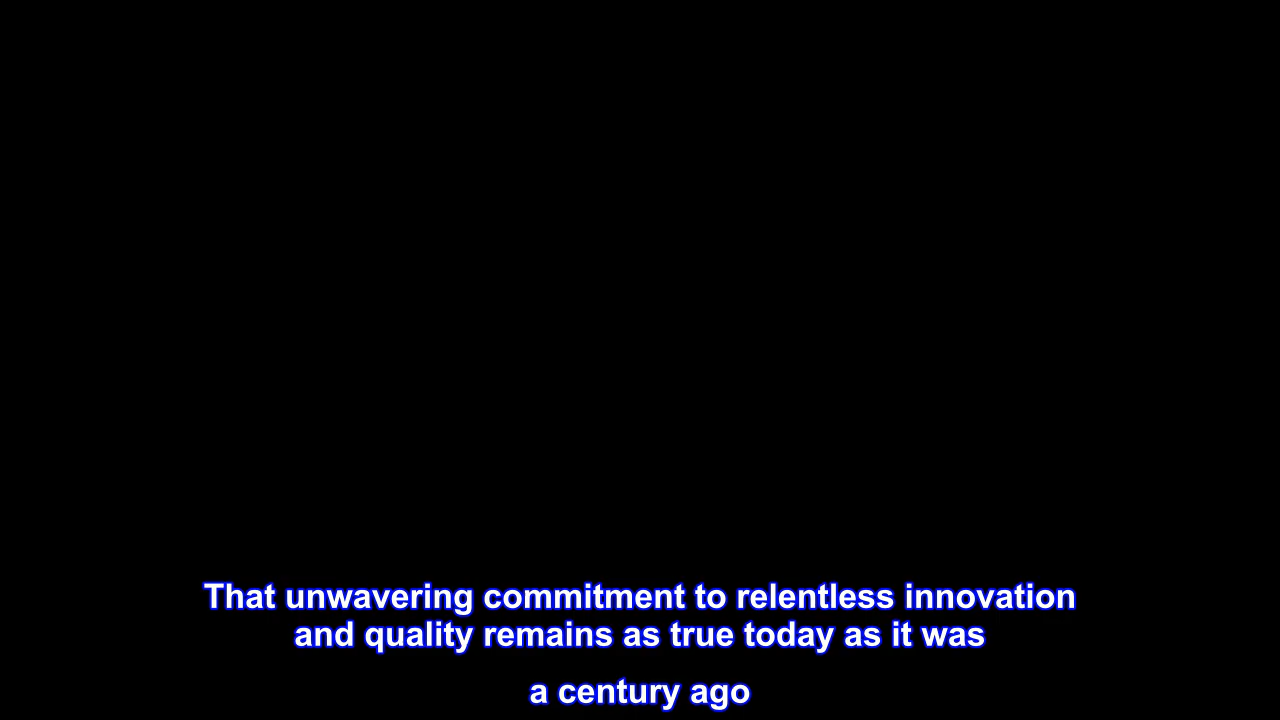 That unwavering commitment to relentless innovation
and quality remains as true today as it was
a century ago